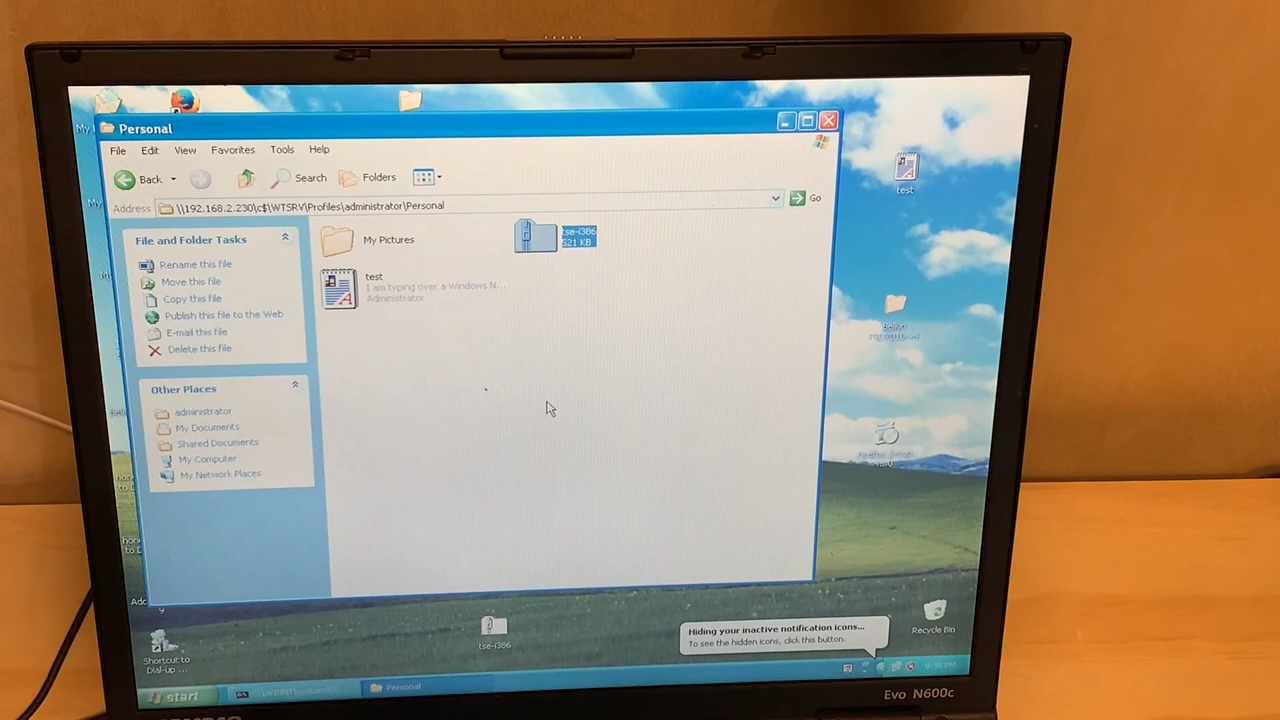 Personal
File Edit View Favorites Tools Help
Back Search Folders
Address \\192.168.2.230\c$\WTSRV\Profiles\administrator\Personal Go
File and Folder Tasks
Rename this file
Move this file
Copy this file
Publish this file to the Web
E-mail this file
Delete this file
Other Places
administrator
My Documents
Shared Documents
My Computer
My Network Places
My Pictures
tse-i386
521 KB
test
I am typing over a Windows N...
Administrator
test
Shortcut to
Dial-up ...
tse-i386
Hiding your inactive notification icons...
To see the hidden icons, click this button.
Recycle Bin
start
Personal
9:30 PM
Evo N600c